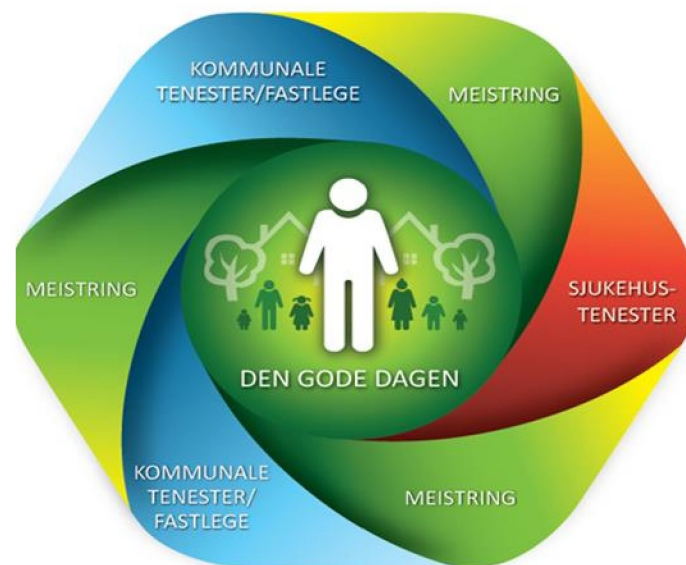 KOMMUNALE
TENESTER/FASTLEGE
MEISTRING
MEISTRING
SJUKEHUS-
TENESTER
DEN GODE DAGEN
KOMMUNALE
TENESTER/
FASTLEGE
MEISTRING